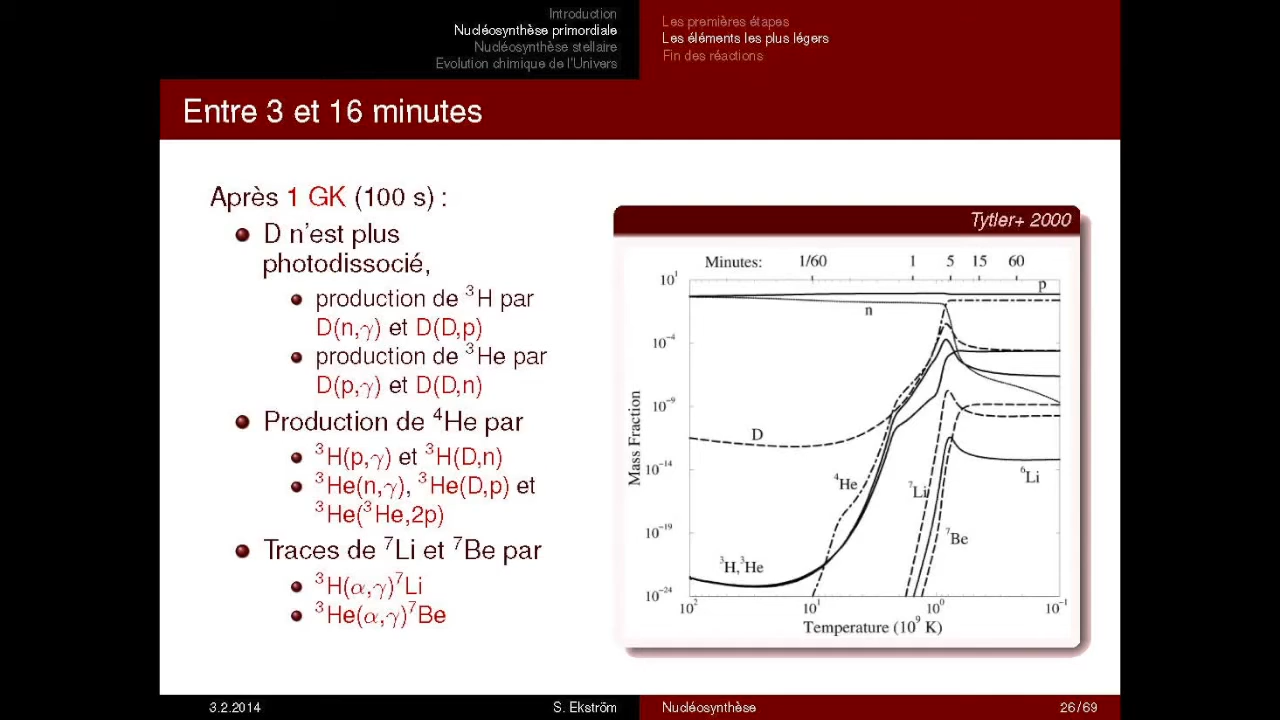 Introduction
Nucléosynthèse primordiale
Nucléosynthèse stellaire
Evolution chimique de l'Univers
Les premières étapes
Les éléments les plus légers
Fin des réactions
Entre 3 et 16 minutes
Après 1 GK (100 s) :
D n'est plus
photodissocié,
production de ³H par
D(n,γ) et D(D,p)
production de ³He par
D(p,γ) et D(D,n)
Production de ⁴He par
³H(p,γ) et ³H(D,n)
³He(n,γ), ³He(D,p) et
³He(³He,2p)
Traces de ⁷Li et ⁷Be par
³H(α,γ)⁷Li
³He(α,γ)⁷Be
Tytler+ 2000
Minutes: 1/60 1 5 15 60
10¹
10⁻⁴
10⁻⁹
10⁻¹⁴
10⁻¹⁹
10⁻²⁴
Mass Fraction
p
n
D
⁴He
⁷Li
⁶Li
⁷Be
³H,³He
10² 10¹ 10⁰ 10⁻¹
Temperature (10⁹ K)
3.2.2014
S. Ekström
Nucléosynthèse
26/69